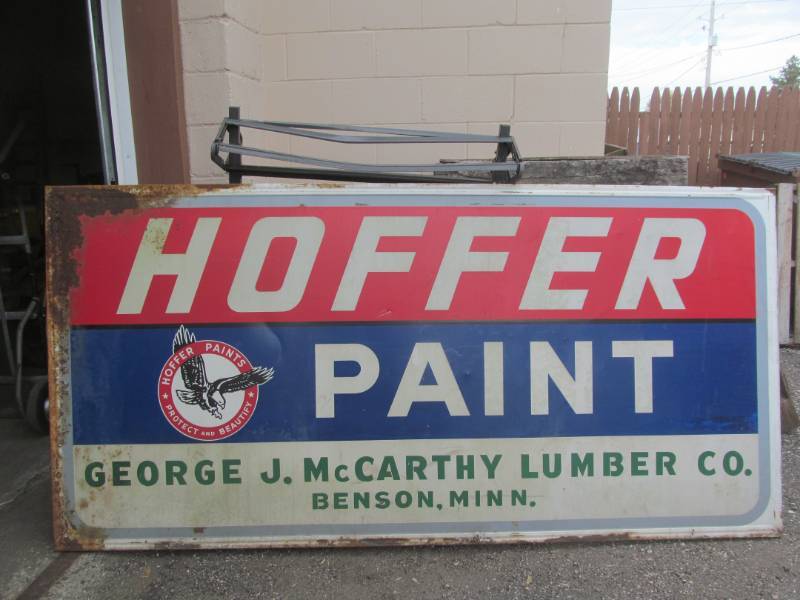 HOFFER
PAINT
HOFFER PAINTS
PROTECT AND BEAUTIFY
GEORGE J. McCARTHY LUMBER CO.
BENSON, MINN.